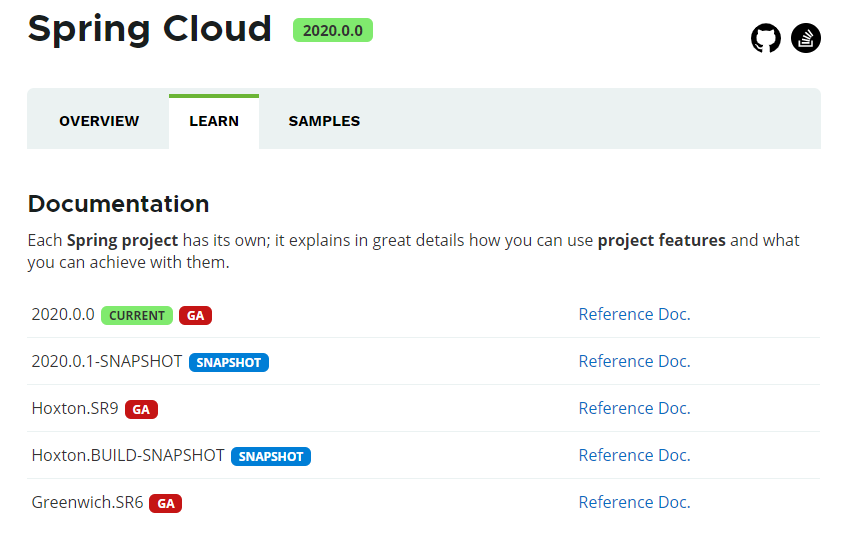 Spring Cloud 2020.0.0
OVERVIEW LEARN SAMPLES
Documentation
Each Spring project has its own; it explains in great details how you can use project features and what
you can achieve with them.
2020.0.0 CURRENT GA Reference Doc.
2020.0.1-SNAPSHOT SNAPSHOT Reference Doc.
Hoxton.SR9 GA Reference Doc.
Hoxton.BUILD-SNAPSHOT SNAPSHOT Reference Doc.
Greenwich.SR6 GA Reference Doc.